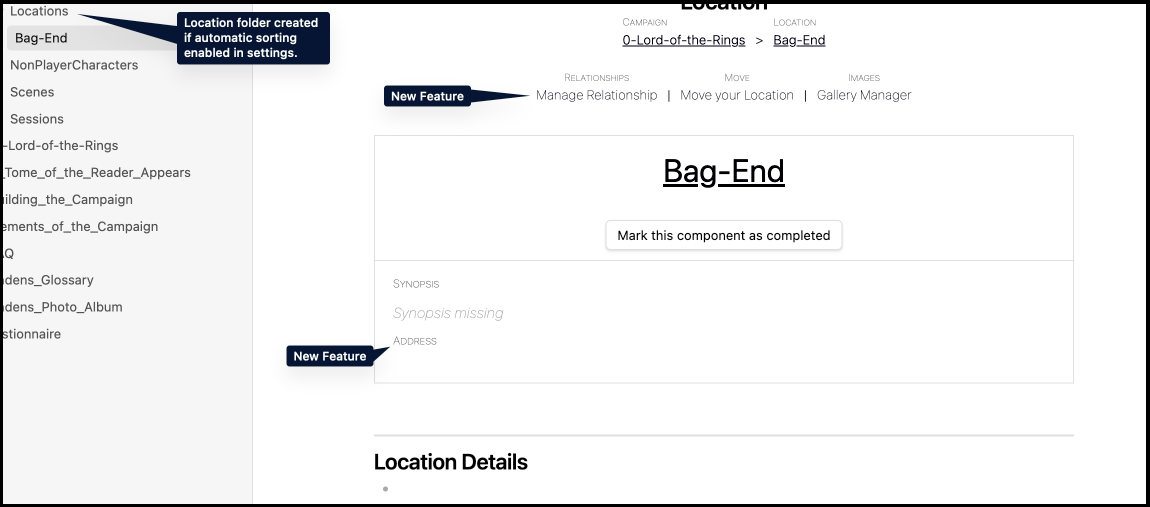 Locations
Bag-End
NonPlayerCharacters
Scenes
Sessions
-Lord-of-the-Rings
_Tome_of_the_Reader_Appears
ilding_the_Campaign
ements_of_the_Campaign
AQ
dens_Glossary
dens_Photo_Album
stionnaire
Location folder created
if automatic sorting
enabled in settings.
Location
Campaign Location
0-Lord-of-the-Rings > Bag-End
Relationships Move Images
New Feature
Manage Relationship | Move your Location | Gallery Manager
Bag-End
Mark this component as completed
Synopsis
Synopsis missing
Address
New Feature
Location Details